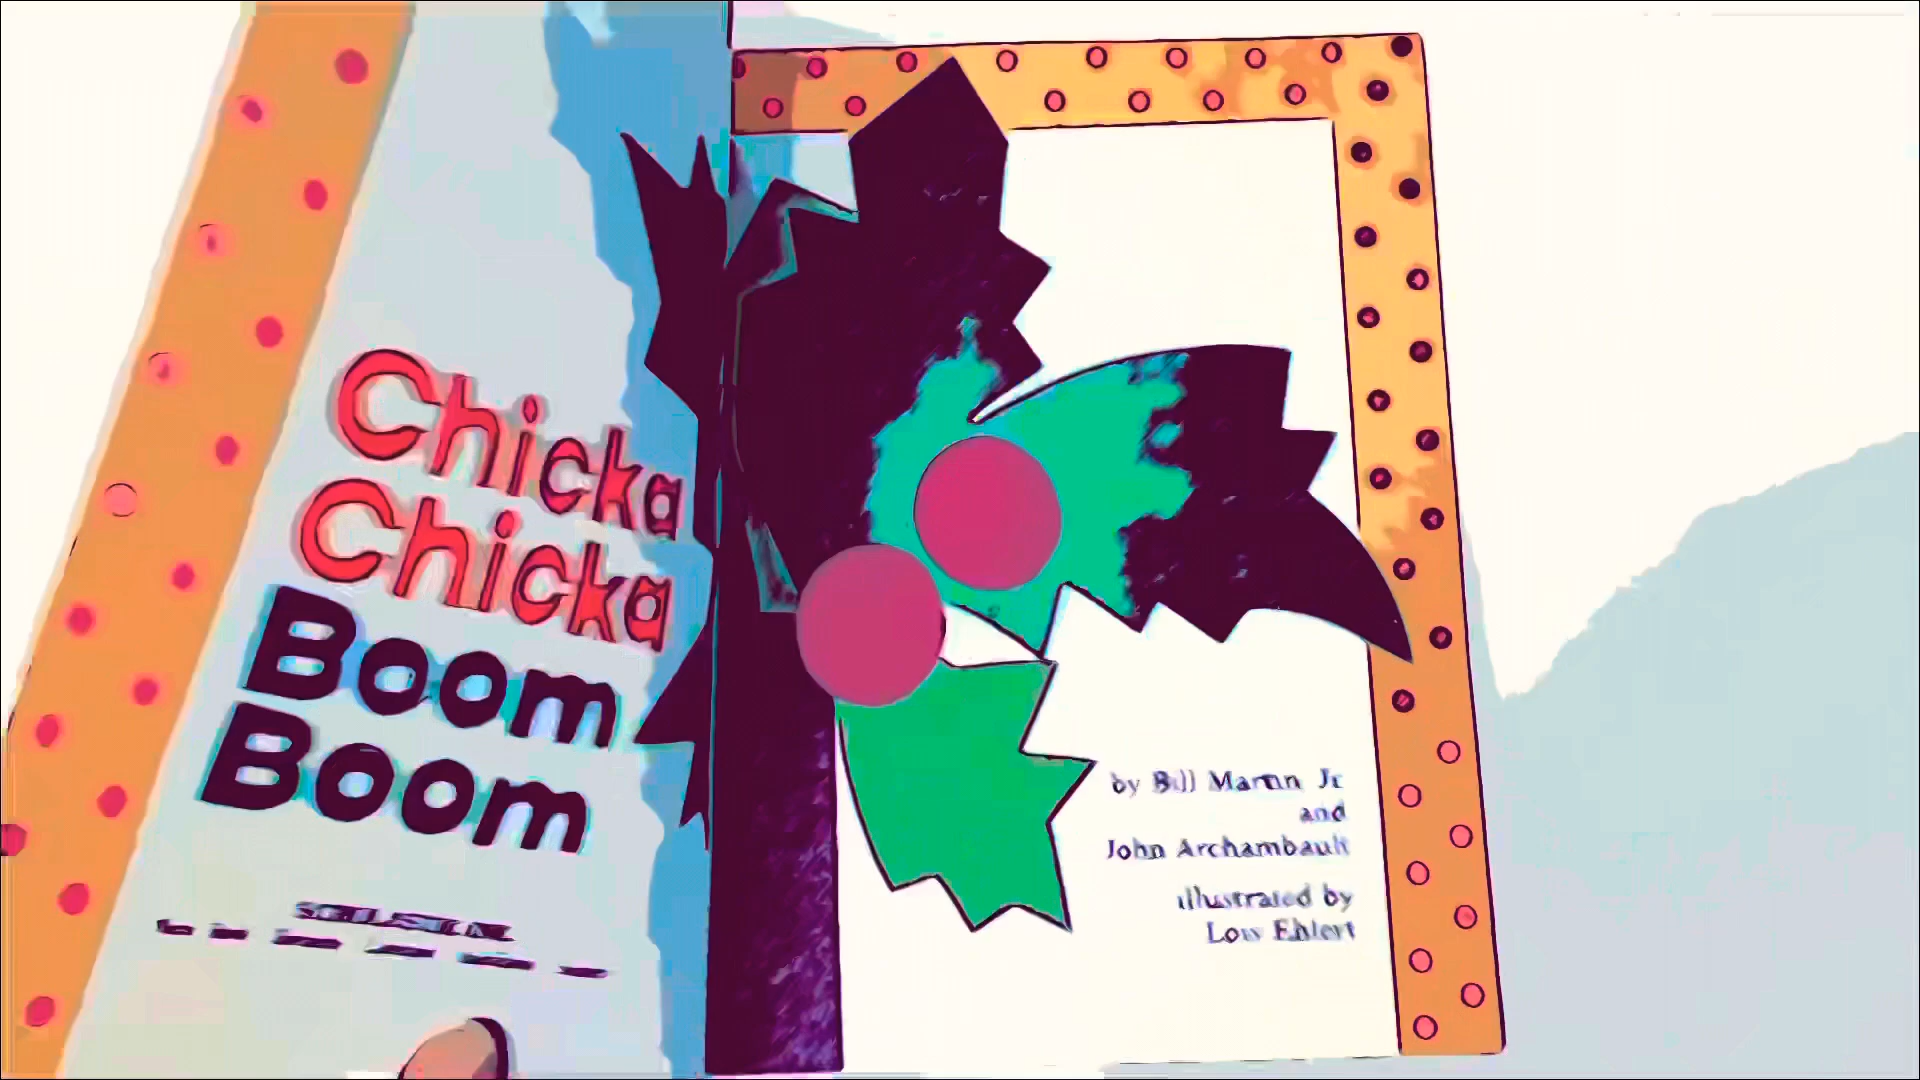 Chicka
Chicka
Boom
Boom
by Bill Martin Jr
and
John Archambault
illustrated by
Lois Ehlert